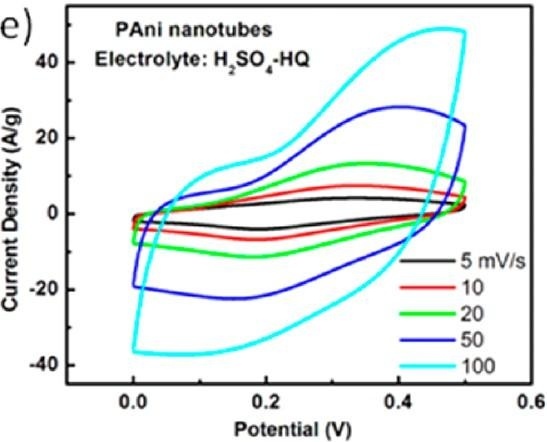 e)
PAni nanotubes
Electrolyte: H₂SO₄-HQ
Current Density (A/g)
40
20
0
-20
-40
5 mV/s
10
20
50
100
0.0
0.2
0.4
0.6
Potential (V)